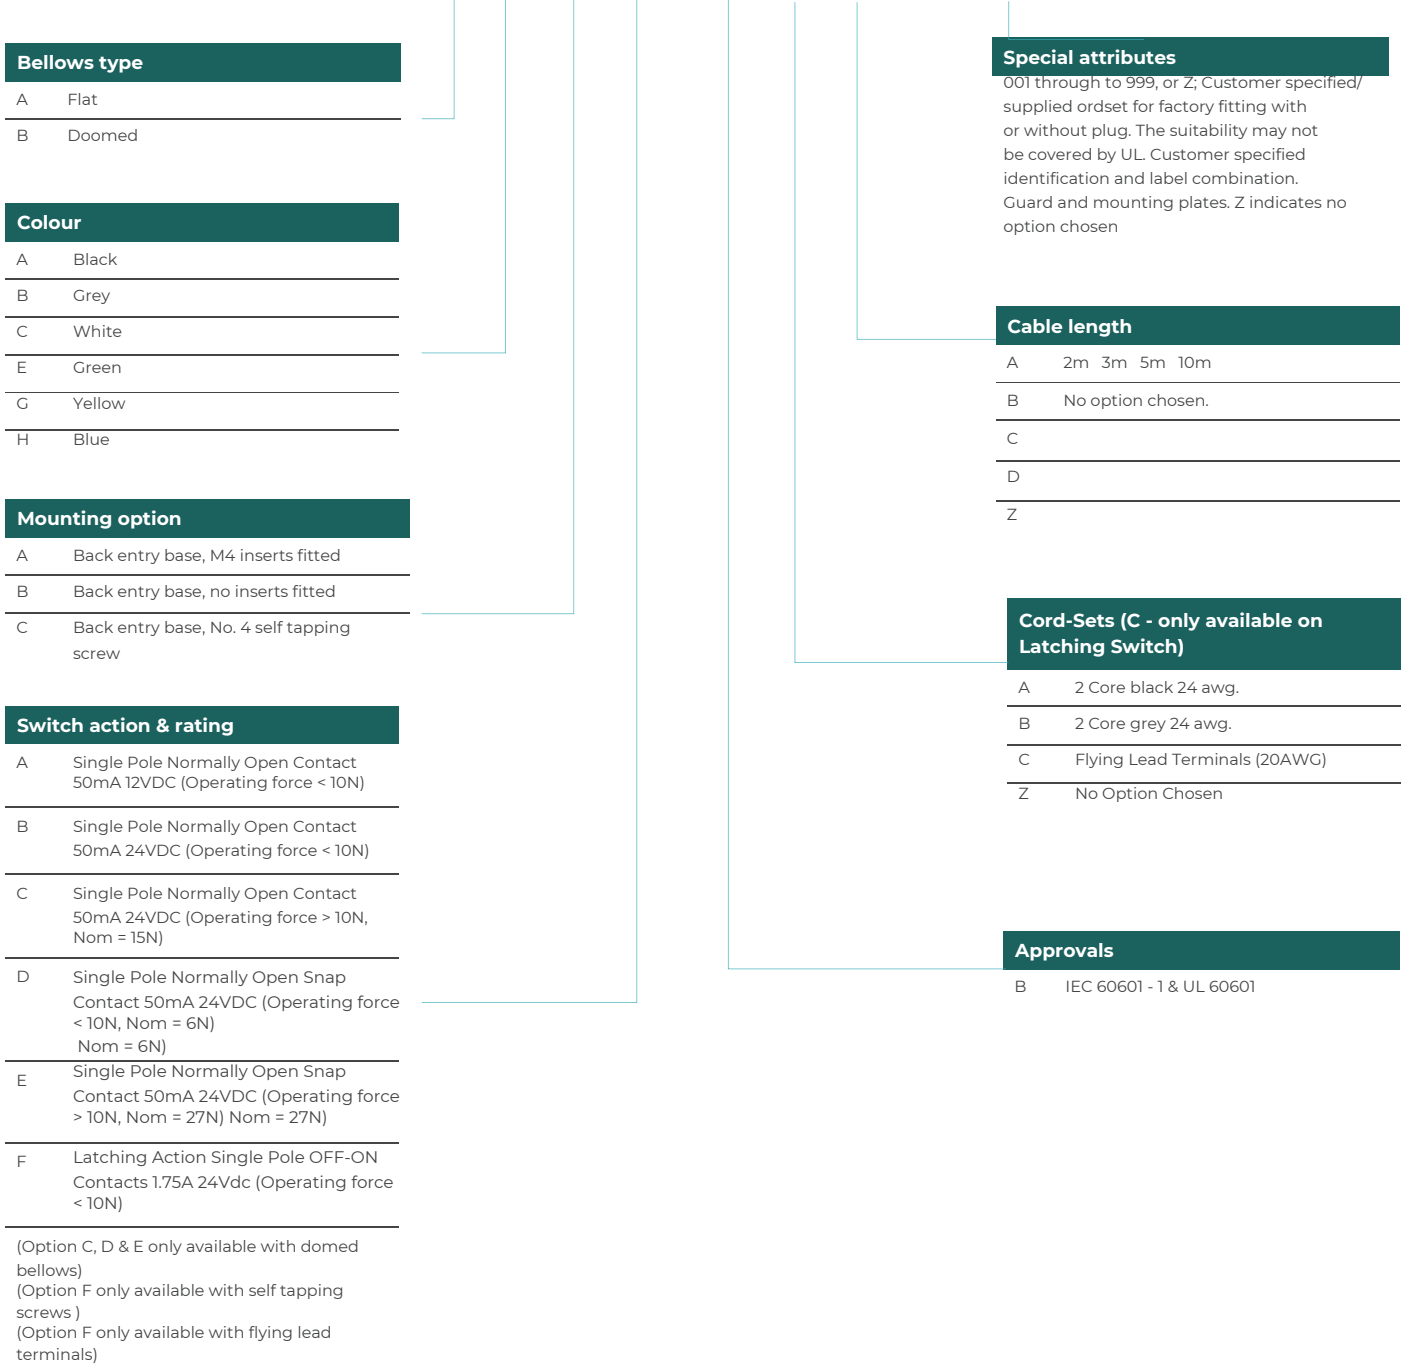 Bellows type
A Flat
B Doomed
Colour
A Black
B Grey
C White
E Green
G Yellow
H Blue
Mounting option
A Back entry base, M4 inserts fitted
B Back entry base, no inserts fitted
C Back entry base, No. 4 self tapping
screw
Switch action & rating
A Single Pole Normally Open Contact
50mA 12VDC (Operating force < 10N)
B Single Pole Normally Open Contact
50mA 24VDC (Operating force < 10N)
C Single Pole Normally Open Contact
50mA 24VDC (Operating force > 10N,
Nom = 15N)
D Single Pole Normally Open Snap
Contact 50mA 24VDC (Operating force
< 10N, Nom = 6N)
Nom = 6N)
E Single Pole Normally Open Snap
Contact 50mA 24VDC (Operating force
> 10N, Nom = 27N) Nom = 27N)
F Latching Action Single Pole OFF-ON
Contacts 1.75A 24Vdc (Operating force
< 10N)
(Option C, D & E only available with domed
bellows)
(Option F only available with self tapping
screws )
(Option F only available with flying lead
terminals)
Special attributes
001 through to 999, or Z; Customer specified/
supplied ordset for factory fitting with
or without plug. The suitability may not
be covered by UL. Customer specified
identification and label combination.
Guard and mounting plates. Z indicates no
option chosen
Cable length
A 2m 3m 5m 10m
B No option chosen.
C
D
Z
Cord-Sets (C - only available on
Latching Switch)
A 2 Core black 24 awg.
B 2 Core grey 24 awg.
C Flying Lead Terminals (20AWG)
Z No Option Chosen
Approvals
B IEC 60601 - 1 & UL 60601